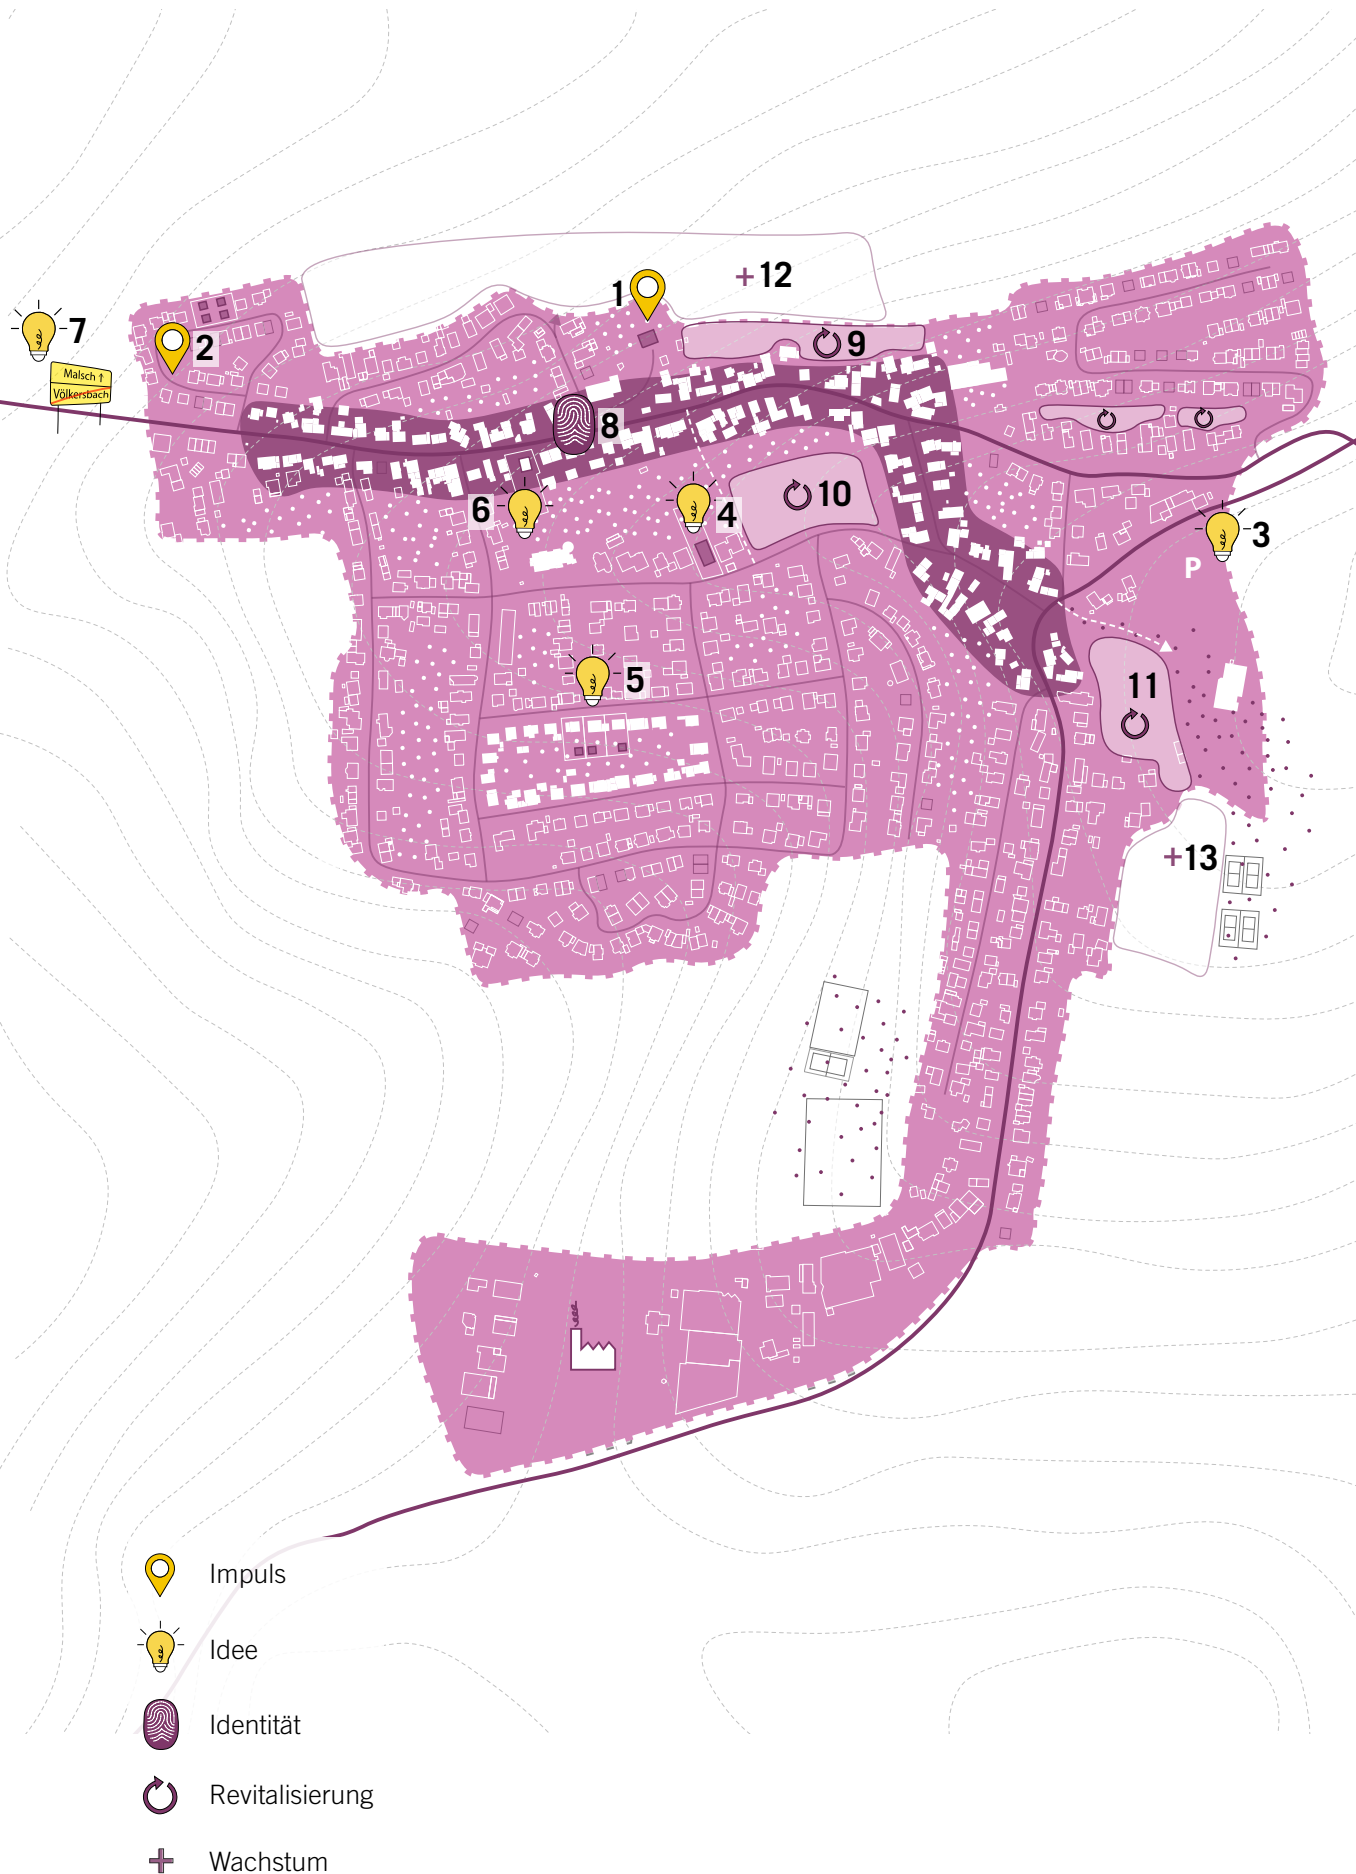 +12
1
7
2
9
Malsch ↑
Völkersbach
8
6
4
10
3
P
5
11
+13
Impuls
Idee
Identität
Revitalisierung
Wachstum